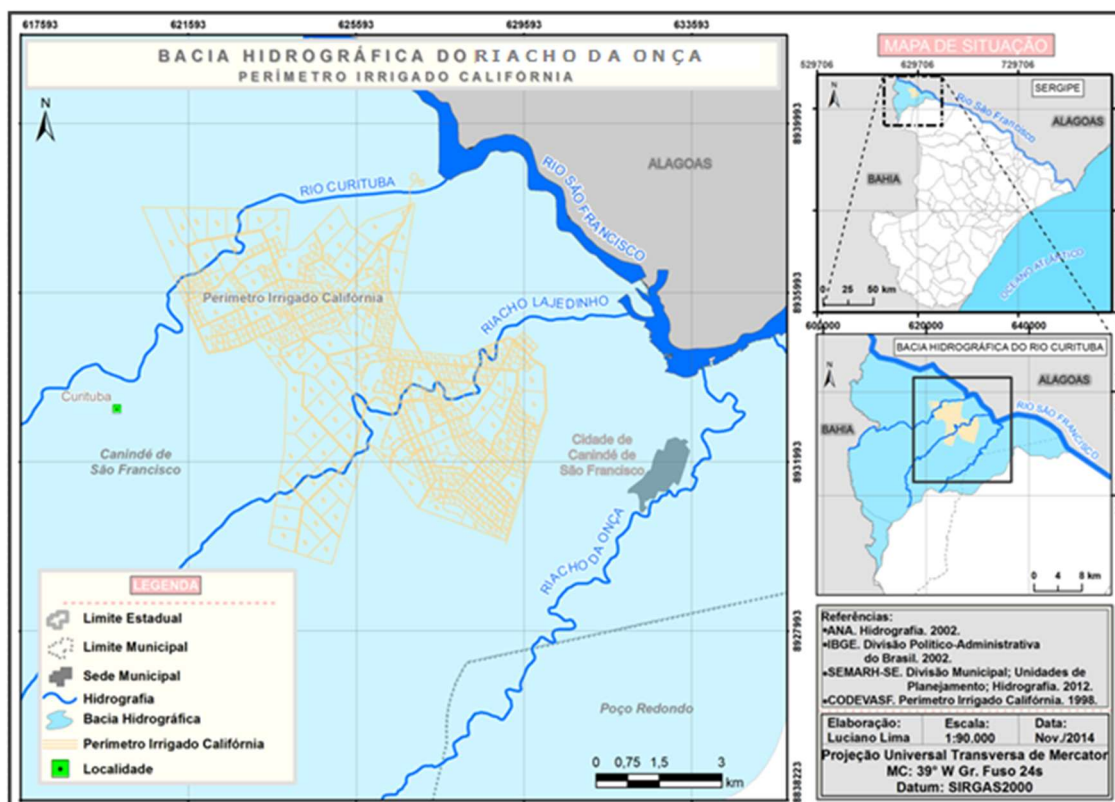 617593
621593
625593
629593
633593
BACIA HIDROGRÁFICA DO RIACHO DA ONÇA
PERÍMETRO IRRIGADO CALIFÓRNIA
N
ALAGOAS
RIO CURITUBA
RIO SÃO FRANCISCO
Perímetro Irrigado Califórnia
RIACHO LAJEDINHO
Curituba
Canindé de
São Francisco
Cidade de
Canindé de
São Francisco
RIACHO DA ONÇA
Poço Redondo
8939993
8935993
8931993
8927993
8838223
LEGENDA
Limite Estadual
Limite Municipal
Sede Municipal
Hidrografia
Bacia Hidrográfica
Perímetro Irrigado Califórnia
Localidade
0 0,75 1,5 3
km
MAPA DE SITUAÇÃO
529706
629706
729706
N
SERGIPE
Rio São Francisco
ALAGOAS
BAHIA
OCEANO ATLÂNTICO
0 25 50 km
600000
620000
640000
BACIA HIDROGRÁFICA DO RIO CURITUBA
N
ALAGOAS
BAHIA
RIO SÃO FRANCISCO
0 4 8 km
Referências:
•ANA. Hidrografia. 2002.
•IBGE. Divisão Político-Administrativa
do Brasil. 2002.
•SEMARH-SE. Divisão Municipal; Unidades de
Planejamento; Hidrografia. 2012.
•CODEVASF. Perímetro Irrigado Califórnia. 1998.
Elaboração:
Luciano Lima
Escala:
1:90.000
Data:
Nov./2014
Projeção Universal Transversa de Mercator
MC: 39° W Gr. Fuso 24s
Datum: SIRGAS2000